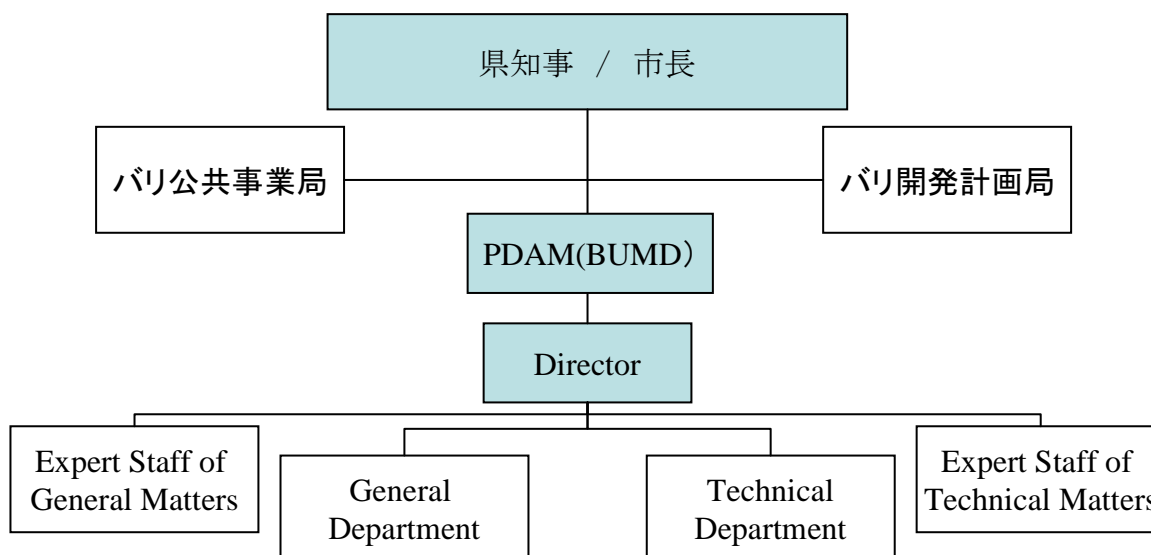 県知事 / 市長
バリ公共事業局
バリ開発計画局
PDAM(BUMD）
Director
Expert Staff of
General Matters
General
Department
Technical
Department
Expert Staff of
Technical Matters